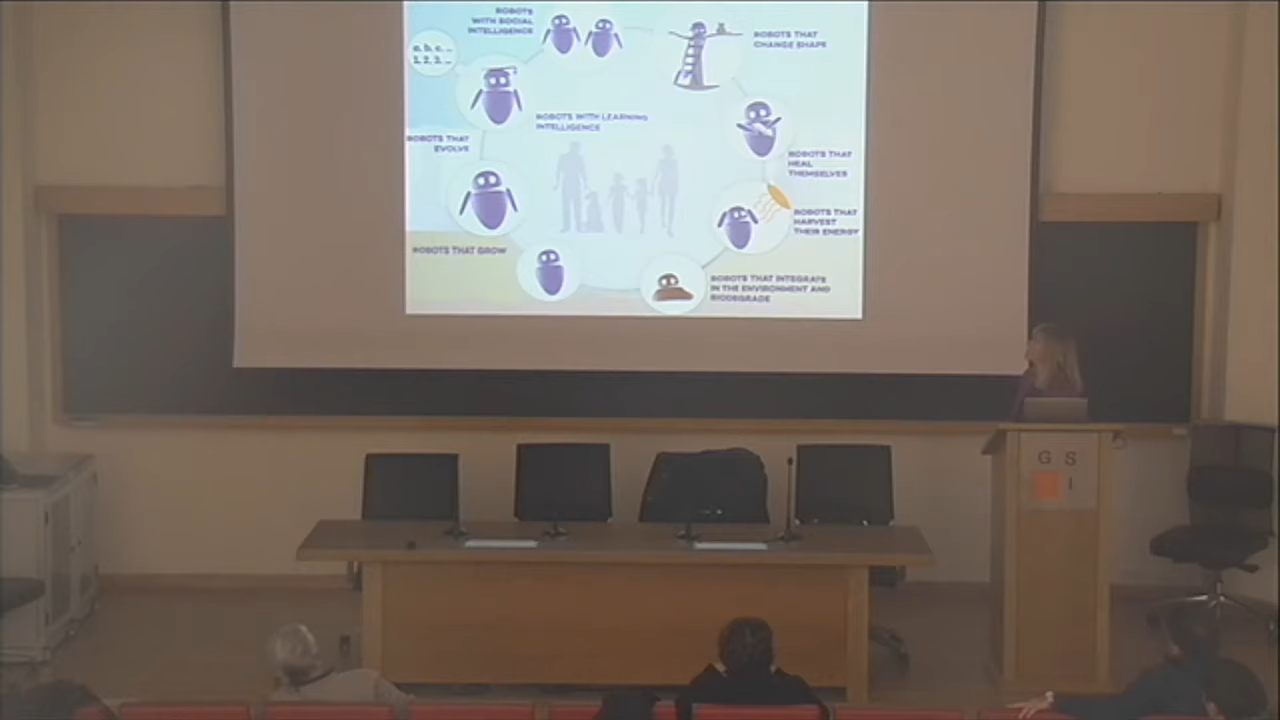 ROBOTS
WITH SOCIAL
INTELLIGENCE
ROBOTS THAT
CHANGE SHAPE
a, b, c, ...
1, 2, 3, ...
ROBOTS WITH LEARNING
INTELLIGENCE
ROBOTS THAT
EVOLVE
ROBOTS THAT
HEAL
THEMSELVES
ROBOTS THAT
HARVEST
THEIR ENERGY
ROBOTS THAT GROW
ROBOTS THAT INTEGRATE
IN THE ENVIRONMENT AND
BIODEGRADE
G S
I